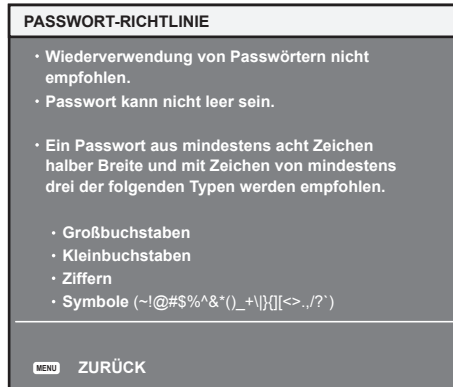 PASSWORT-RICHTLINIE
・Wiederverwendung von Passwörtern nicht
empfohlen.
・Passwort kann nicht leer sein.
・Ein Passwort aus mindestens acht Zeichen
halber Breite und mit Zeichen von mindestens
drei der folgenden Typen werden empfohlen.
・Großbuchstaben
・Kleinbuchstaben
・Ziffern
・Symbole (~!@#$%^&*()_+\|}{][<>.,/?`)
MENU ZURÜCK